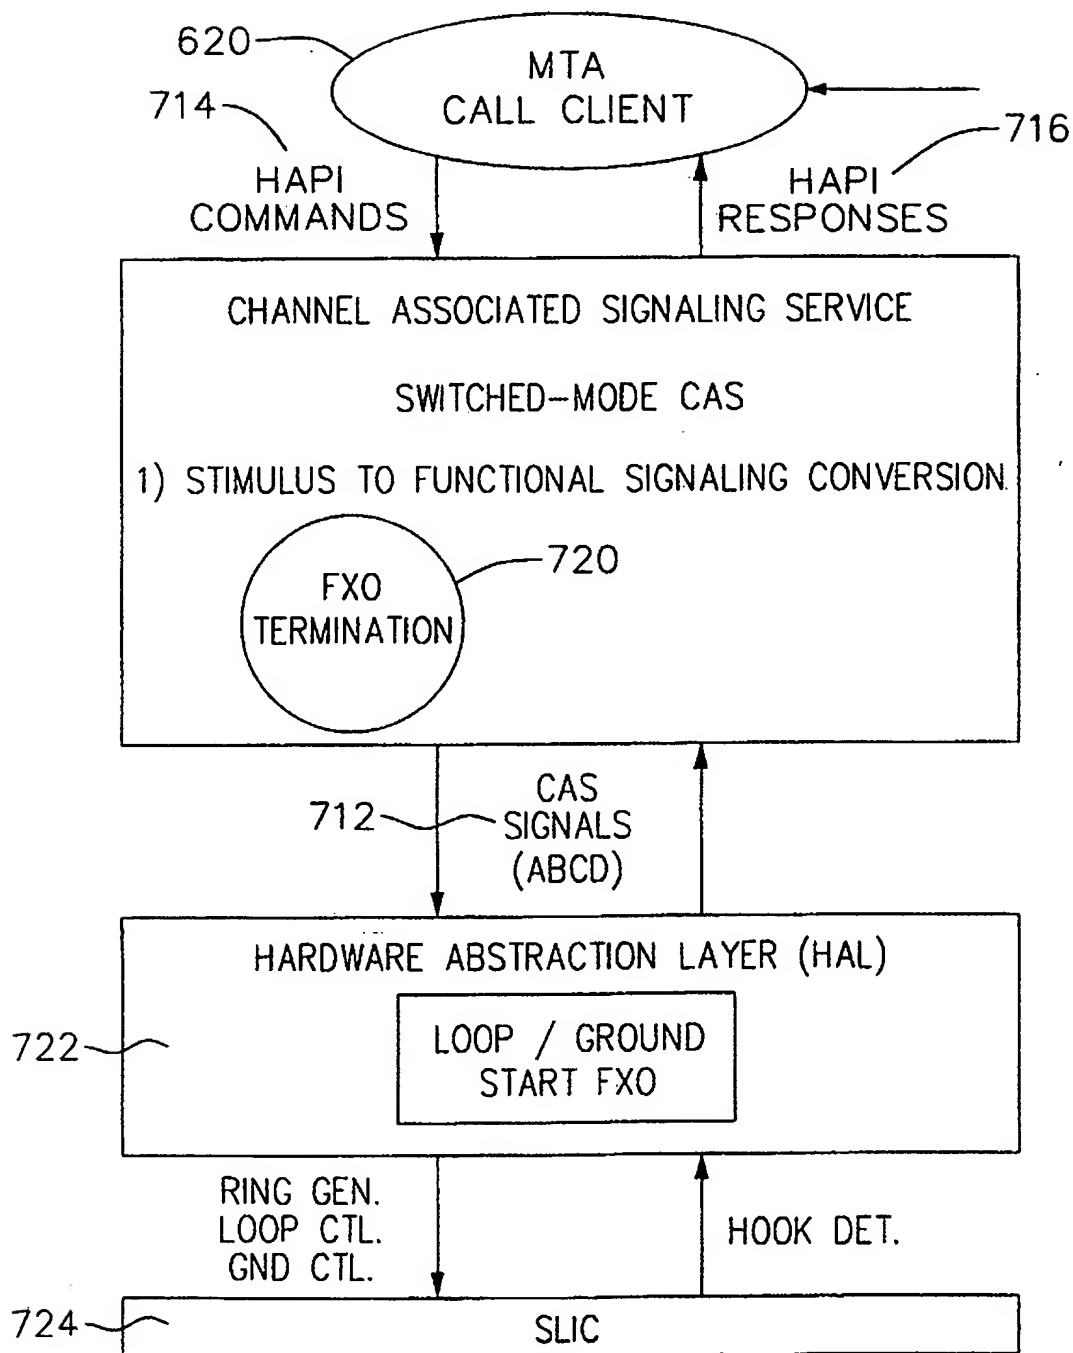 620
MTA
CALL CLIENT
714
716
HAPI
COMMANDS
HAPI
RESPONSES
CHANNEL ASSOCIATED SIGNALING SERVICE
SWITCHED-MODE CAS
1) STIMULUS TO FUNCTIONAL SIGNALING CONVERSION
720
FXO
TERMINATION
712
CAS
SIGNALS
(ABCD)
HARDWARE ABSTRACTION LAYER (HAL)
722
LOOP / GROUND
START FXO
RING GEN.
LOOP CTL.
GND CTL.
HOOK DET.
724
SLIC